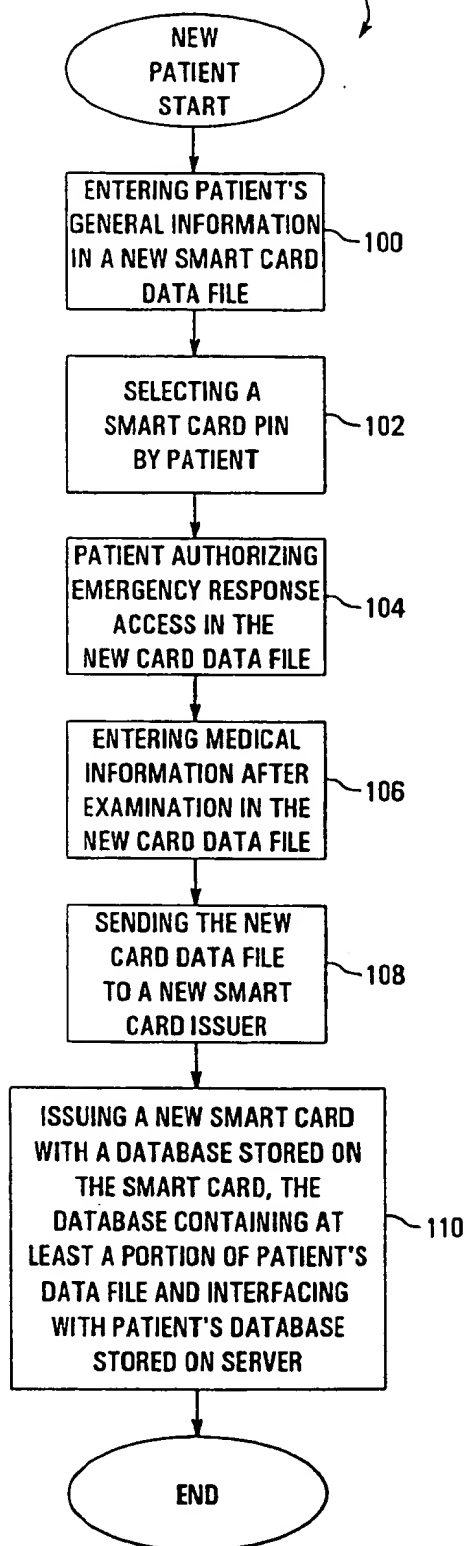 NEW
PATIENT
START
ENTERING PATIENT'S
GENERAL INFORMATION
IN A NEW SMART CARD
DATA FILE
100
SELECTING A
SMART CARD PIN
BY PATIENT
102
PATIENT AUTHORIZING
EMERGENCY RESPONSE
ACCESS IN THE
NEW CARD DATA FILE
104
ENTERING MEDICAL
INFORMATION AFTER
EXAMINATION IN THE
NEW CARD DATA FILE
106
SENDING THE NEW
CARD DATA FILE
TO A NEW SMART
CARD ISSUER
108
ISSUING A NEW SMART CARD
WITH A DATABASE STORED ON
THE SMART CARD, THE
DATABASE CONTAINING AT
LEAST A PORTION OF PATIENT'S
DATA FILE AND INTERFACING
WITH PATIENT'S DATABASE
STORED ON SERVER
110
END